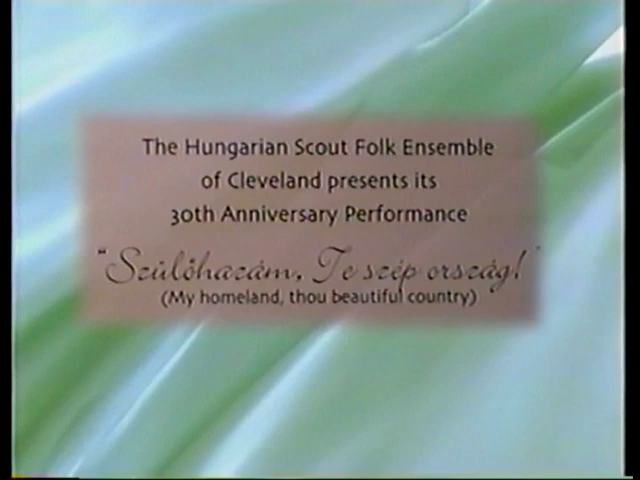 The Hungarian Scout Folk Ensemble
of Cleveland presents its
30th Anniversary Performance
"Szülőhazám, Te szép ország!"
(My homeland, thou beautiful country)